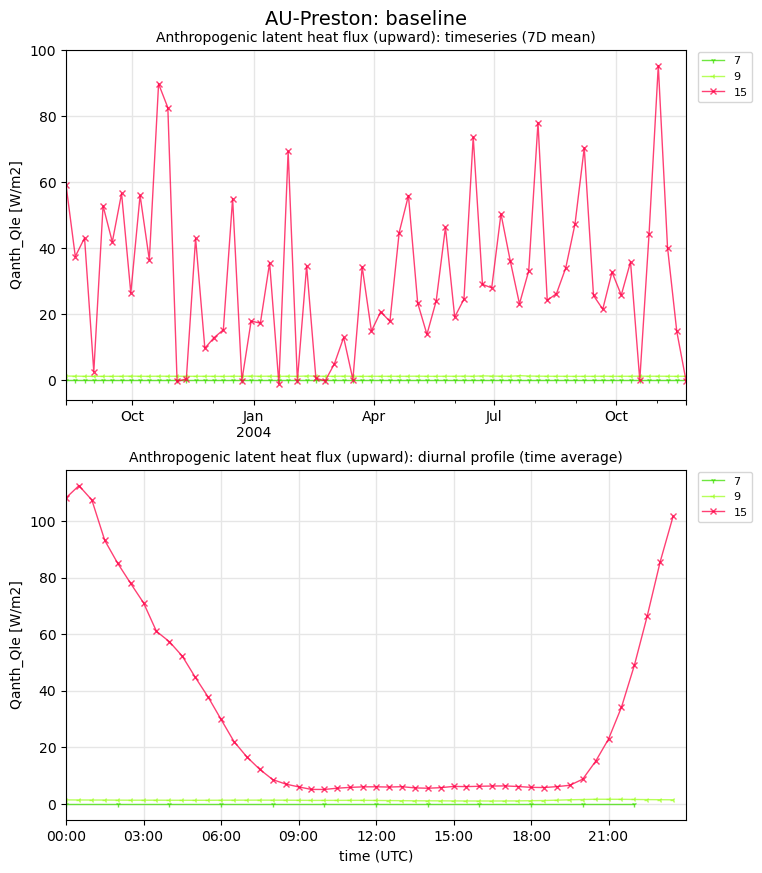 AU-Preston: baseline
Anthropogenic latent heat flux (upward): timeseries (7D mean)
100
80
60
40
20
0
Qanth_Qle [W/m2]
Oct
Jan
2004
Apr
Jul
Oct
7
9
15
Anthropogenic latent heat flux (upward): diurnal profile (time average)
100
80
60
40
20
0
Qanth_Qle [W/m2]
00:00
03:00
06:00
09:00
12:00
15:00
18:00
21:00
time (UTC)
7
9
15